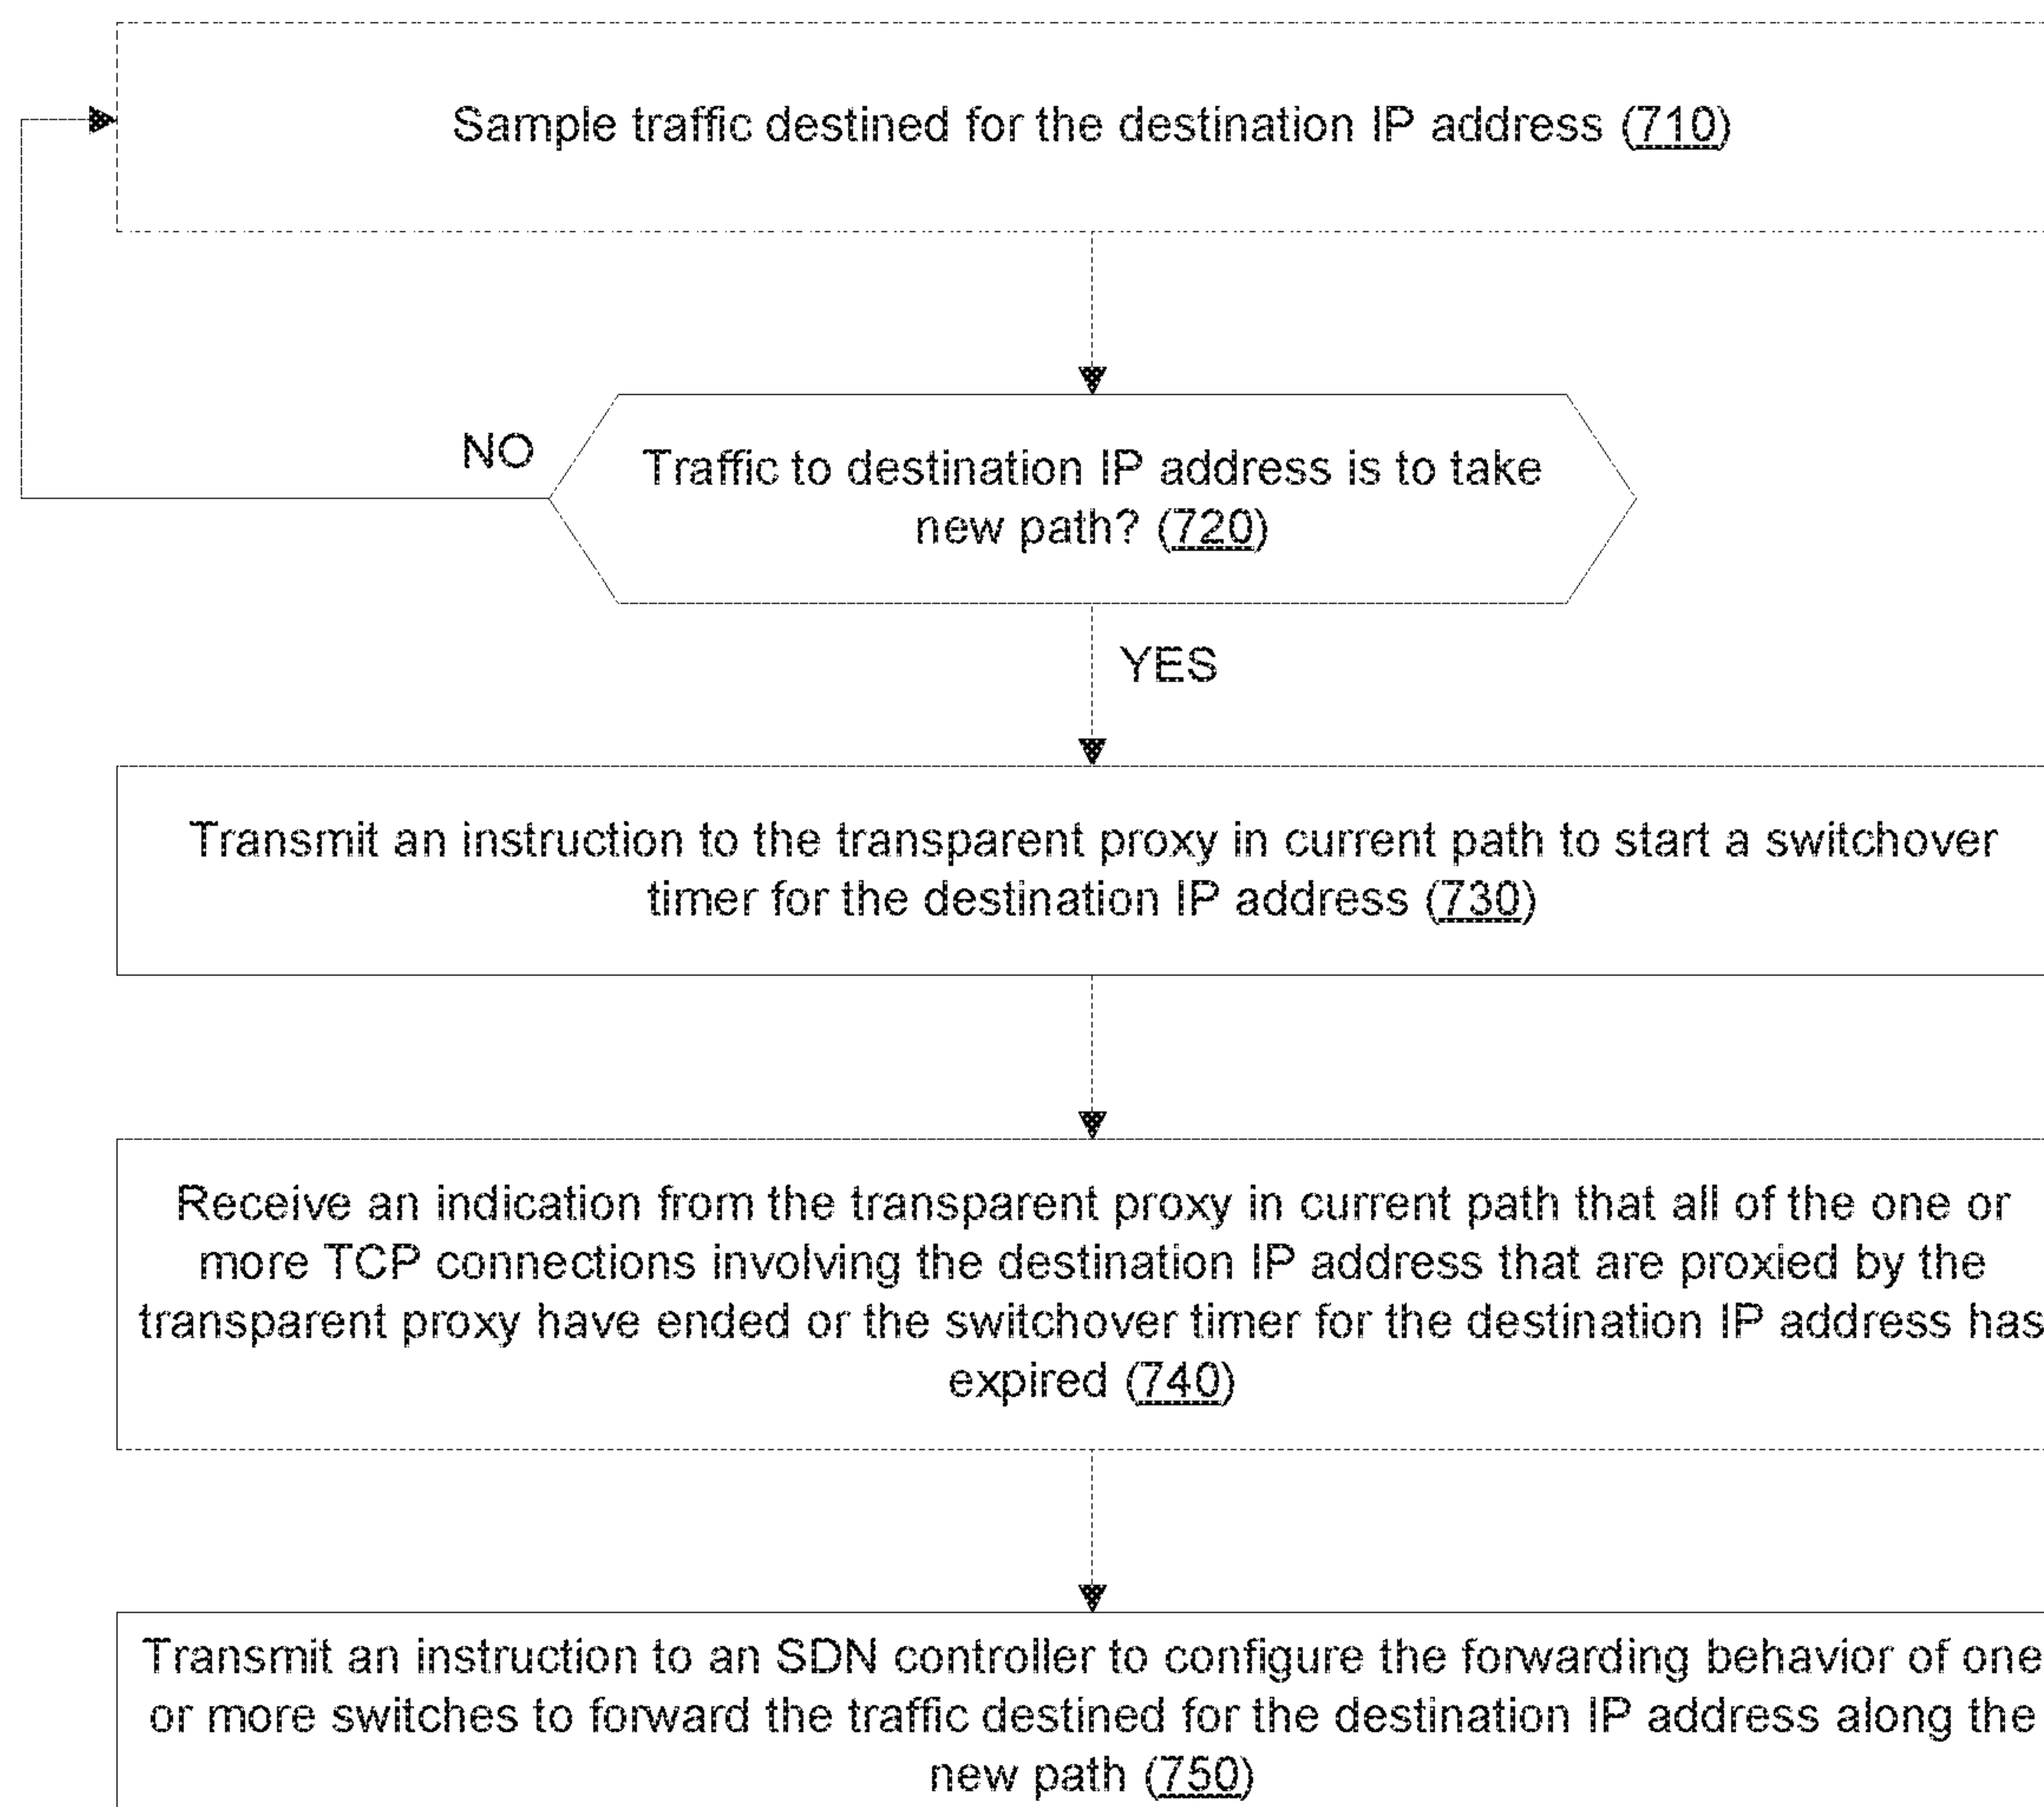 Sample traffic destined for the destination IP address (710)
NO
Traffic to destination IP address is to take
new path? (720)
YES
Transmit an instruction to the transparent proxy in current path to start a switchover
timer for the destination IP address (730)
Receive an indication from the transparent proxy in current path that all of the one or
more TCP connections involving the destination IP address that are proxied by the
transparent proxy have ended or the switchover timer for the destination IP address has
expired (740)
Transmit an instruction to an SDN controller to configure the forwarding behavior of one
or more switches to forward the traffic destined for the destination IP address along the
new path (750)